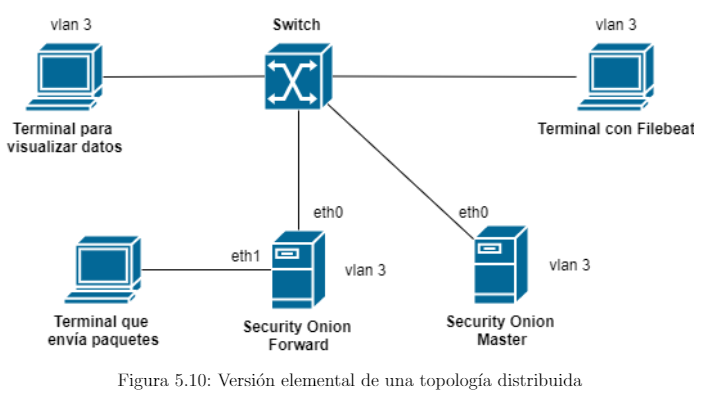 vlan 3
Switch
vlan 3
Terminal para
visualizar datos
Terminal con Filebeat
eth0
eth0
eth1
vlan 3
vlan 3
Terminal que
envía paquetes
Security Onion
Forward
Security Onion
Master
Figura 5.10: Versión elemental de una topología distribuida